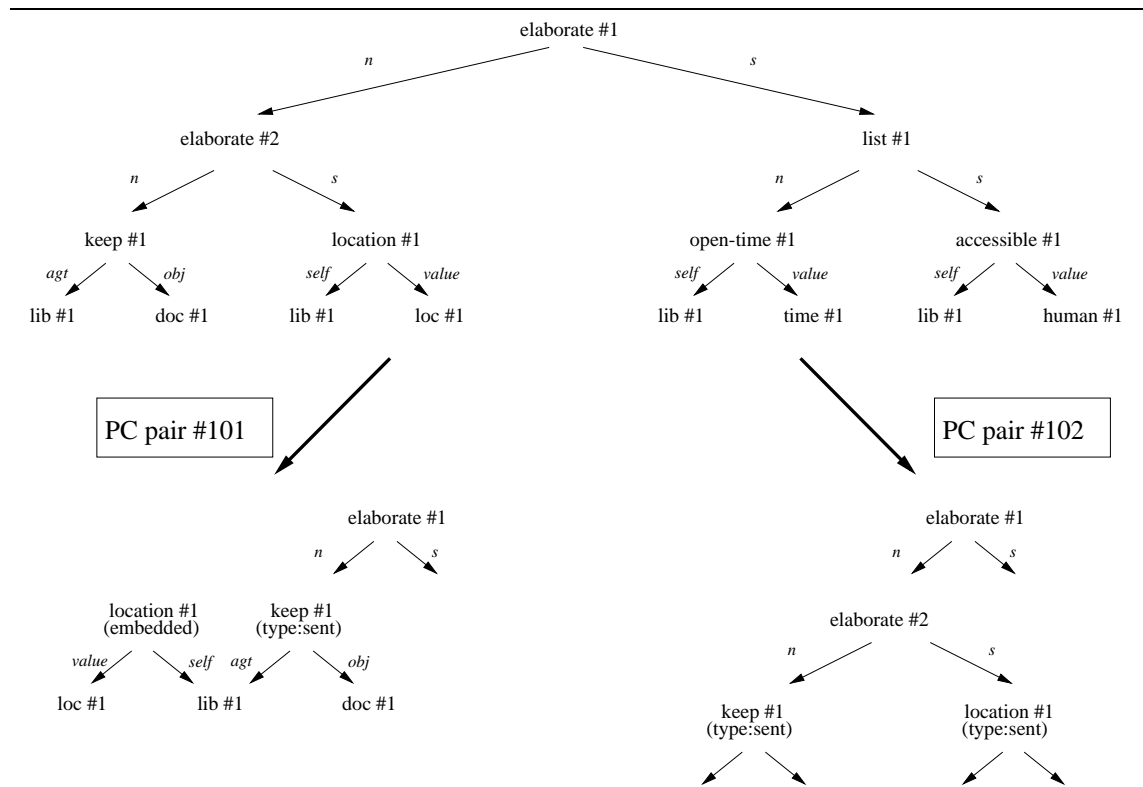 elaborate #1
n s
elaborate #2 list #1
n s n s
keep #1 location #1 open-time #1 accessible #1
agt obj self value self value self value
lib #1 doc #1 lib #1 loc #1 lib #1 time #1 lib #1 human #1
PC pair #101 PC pair #102
elaborate #1 elaborate #1
n s n s
location #1 keep #1 elaborate #2
(embedded) (type:sent)
value self agt obj n s
loc #1 lib #1 doc #1 keep #1 location #1
(type:sent) (type:sent)